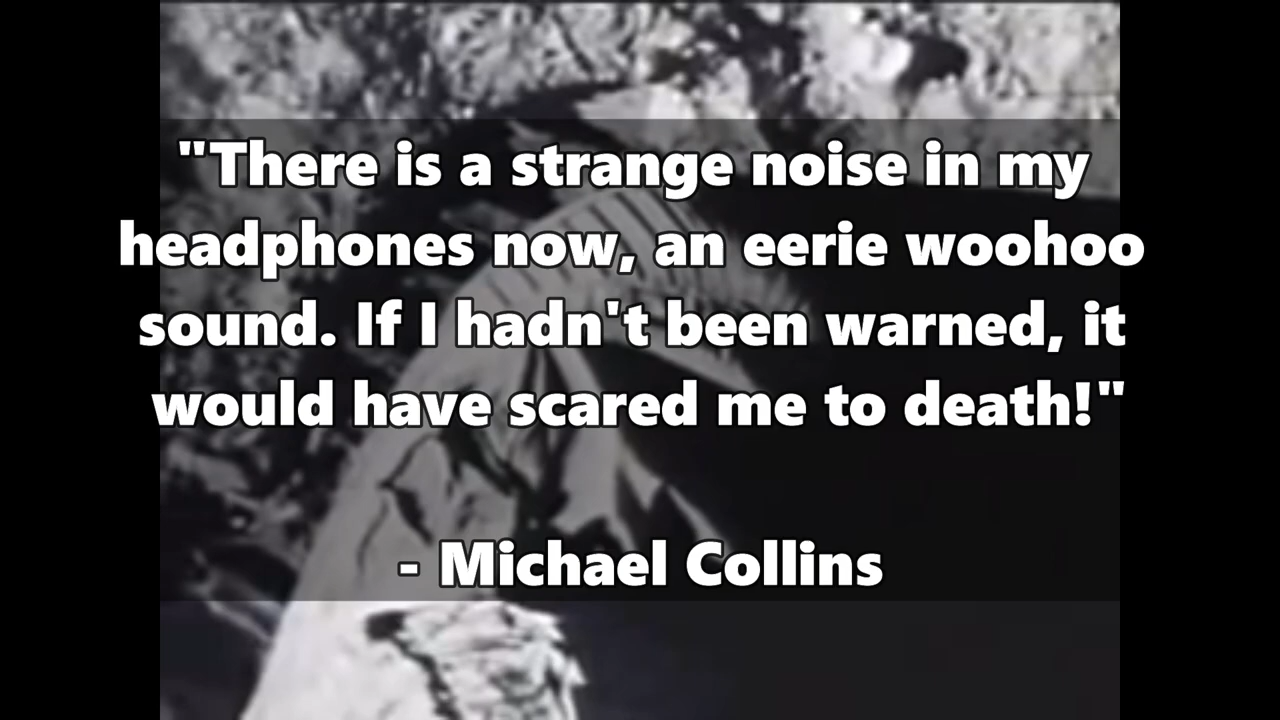 "There is a strange noise in my
headphones now, an eerie woohoo
sound. If I hadn't been warned, it
would have scared me to death!"
- Michael Collins